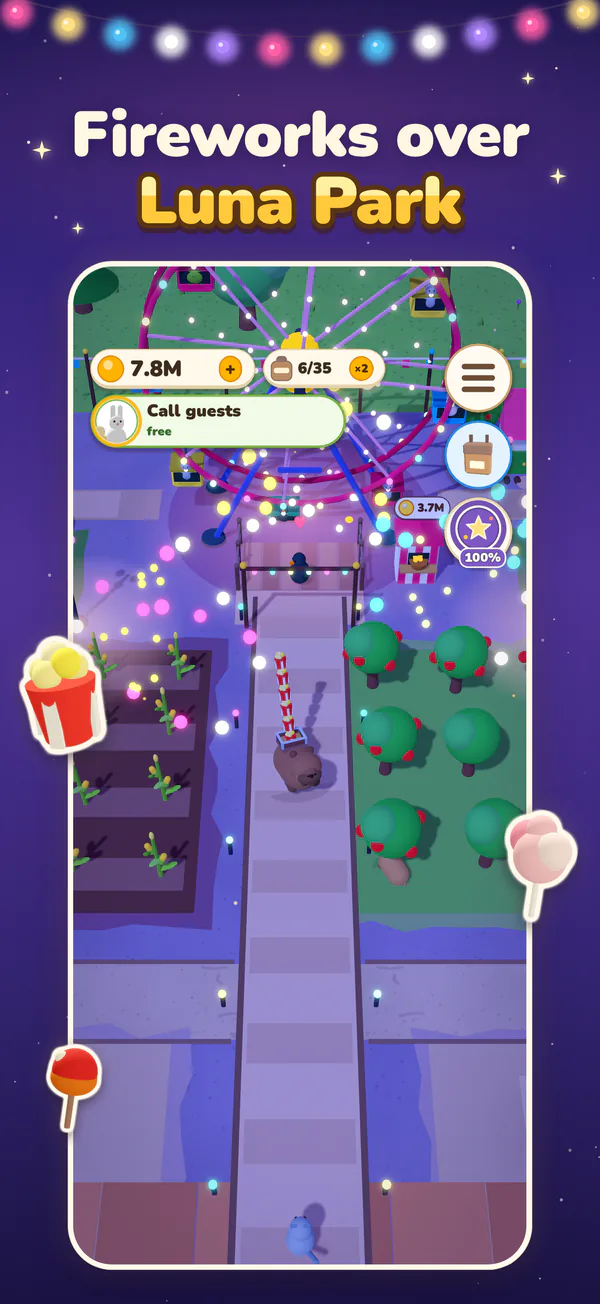 Fireworks over
Luna Park
7.8M +
6/35 ×2
Call guests
free
3.7M
100%